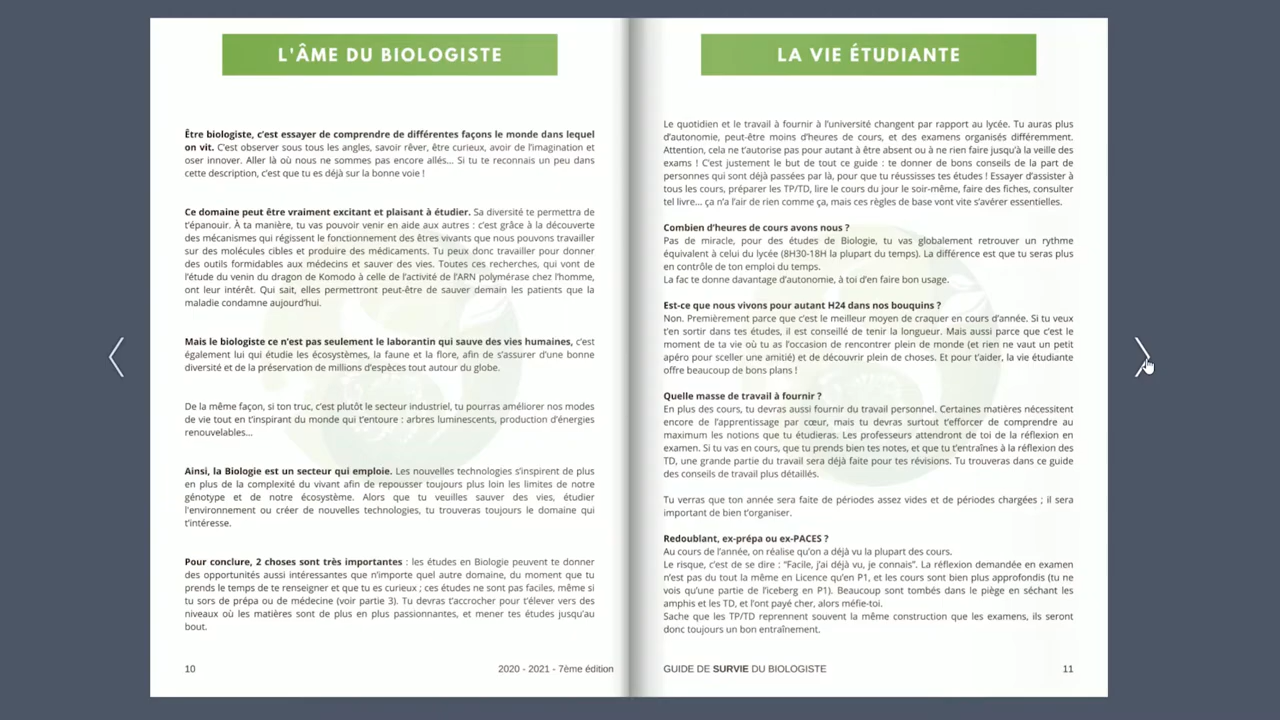 L'ÂME DU BIOLOGISTE
Être biologiste, c'est essayer de comprendre de différentes façons le monde dans lequel
on vit. C'est observer sous tous les angles, savoir rêver, être curieux, avoir de l'imagination et
oser innover. Aller là où nous ne sommes pas encore allés... Si tu te reconnais un peu dans
cette description, c'est que tu es déjà sur la bonne voie !
Ce domaine peut être vraiment excitant et plaisant à étudier. Sa diversité te permettra de
t'épanouir. À ta manière, tu vas pouvoir venir en aide aux autres : c'est grâce à la découverte
des mécanismes qui régissent le fonctionnement des êtres vivants que nous pouvons travailler
sur des molécules cibles et produire des médicaments. Tu peux donc travailler pour donner
des outils formidables aux médecins et sauver des vies. Toutes ces recherches, qui vont de
l'étude du venin du dragon de Komodo à celle de l'activité de l'ARN polymérase chez l'homme,
ont leur intérêt. Qui sait, elles permettront peut-être de sauver demain les patients que la
maladie condamne aujourd'hui.
Mais le biologiste ce n'est pas seulement le laborantin qui sauve des vies humaines, c'est
également lui qui étudie les écosystèmes, la faune et la flore, afin de s'assurer d'une bonne
diversité et de la préservation de millions d'espèces tout autour du globe.
De la même façon, si ton truc, c'est plutôt le secteur industriel, tu pourras améliorer nos modes
de vie tout en t'inspirant du monde qui t'entoure : arbres luminescents, production d'énergies
renouvelables...
Ainsi, la Biologie est un secteur qui emploie. Les nouvelles technologies s'inspirent de plus
en plus de la complexité du vivant afin de repousser toujours plus loin les limites de notre
génotype et de notre écosystème. Alors que tu veuilles sauver des vies, étudier
l'environnement ou créer de nouvelles technologies, tu trouveras toujours le domaine qui
t'intéresse.
Pour conclure, 2 choses sont très importantes : les études en Biologie peuvent te donner
des opportunités aussi intéressantes que n'importe quel autre domaine, du moment que tu
prends le temps de te renseigner et que tu es curieux ; ces études ne sont pas faciles, même si
tu sors de prépa ou de médecine (voir partie 3). Tu devras t'accrocher pour t'élever vers des
niveaux où les matières sont de plus en plus passionnantes, et mener tes études jusqu'au
bout.
10
2020 - 2021 - 7ème édition
LA VIE ÉTUDIANTE
Le quotidien et le travail à fournir à l'université changent par rapport au lycée. Tu auras plus
d'autonomie, peut-être moins d'heures de cours, et des examens organisés différemment.
Attention, cela ne t'autorise pas pour autant à être absent ou à ne rien faire jusqu'à la veille des
exams ! C'est justement le but de tout ce guide : te donner de bons conseils de la part de
personnes qui sont déjà passées par là, pour que tu réussisses tes études ! Essayer d'assister à
tous les cours, préparer les TP/TD, lire le cours du jour le soir-même, faire des fiches, consulter
tel livre... ça n'a l'air de rien comme ça, mais ces règles de base vont vite s'avérer essentielles.
Combien d'heures de cours avons nous ?
Pas de miracle, pour des études de Biologie, tu vas globalement retrouver un rythme
équivalent à celui du lycée (8H30-18H la plupart du temps). La différence est que tu seras plus
en contrôle de ton emploi du temps.
La fac te donne davantage d'autonomie, à toi d'en faire bon usage.
Est-ce que nous vivons pour autant H24 dans nos bouquins ?
Non. Premièrement parce que c'est le meilleur moyen de craquer en cours d'année. Si tu veux
t'en sortir dans tes études, il est conseillé de tenir la longueur. Mais aussi parce que c'est le
moment de ta vie où tu as l'occasion de rencontrer plein de monde (et rien ne vaut un petit
apéro pour sceller une amitié) et de découvrir plein de choses. Et pour t'aider, la vie étudiante
offre beaucoup de bons plans !
Quelle masse de travail à fournir ?
En plus des cours, tu devras aussi fournir du travail personnel. Certaines matières nécessitent
encore de l'apprentissage par cœur, mais tu devras surtout t'efforcer de comprendre au
maximum les notions que tu étudieras. Les professeurs attendront de toi de la réflexion en
examen. Si tu vas en cours, que tu prends bien tes notes, et que tu t'entraînes à la réflexion des
TD, une grande partie du travail sera déjà faite pour tes révisions. Tu trouveras dans ce guide
des conseils de travail plus détaillés.
Tu verras que ton année sera faite de périodes assez vides et de périodes chargées ; il sera
important de bien t'organiser.
Redoublant, ex-prépa ou ex-PACES ?
Au cours de l'année, on réalise qu'on a déjà vu la plupart des cours.
Le risque, c'est de se dire : "Facile, j'ai déjà vu, je connais". La réflexion demandée en examen
n'est pas du tout la même en Licence qu'en P1, et les cours sont bien plus approfondis (tu ne
vois qu'une partie de l'iceberg en P1). Beaucoup sont tombés dans le piège en séchant les
amphis et les TD, et l'ont payé cher, alors méfie-toi.
Sache que les TP/TD reprennent souvent la même construction que les examens, ils seront
donc toujours un bon entraînement.
GUIDE DE SURVIE DU BIOLOGISTE
11